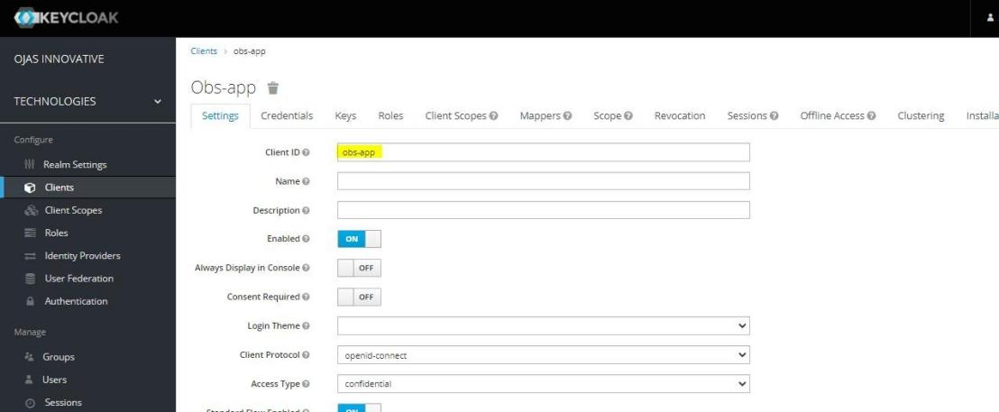 KEYCLOAK
OJAS INNOVATIVE
TECHNOLOGIES
Configure
Realm Settings
Clients
Client Scopes
Roles
Identity Providers
User Federation
Authentication
Manage
Groups
Users
Sessions
Clients > obs-app
Obs-app
Settings Credentials Keys Roles Client Scopes Mappers Scope Revocation Sessions Offline Access Clustering Installa
Client ID obs-app
Name
Description
Enabled ON
Always Display in Console OFF
Consent Required OFF
Login Theme
Client Protocol openid-connect
Access Type confidential
Standard Flow Enabled ON